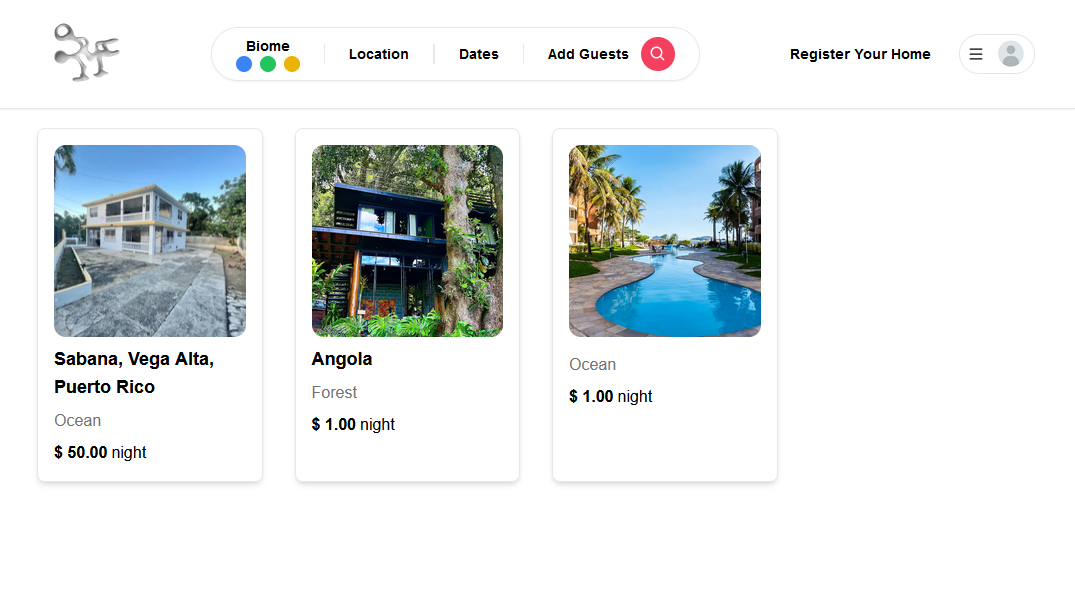 Biome
Location
Dates
Add Guests
Register Your Home
Sabana, Vega Alta,
Puerto Rico
Ocean
$ 50.00 night
Angola
Forest
$ 1.00 night
Ocean
$ 1.00 night